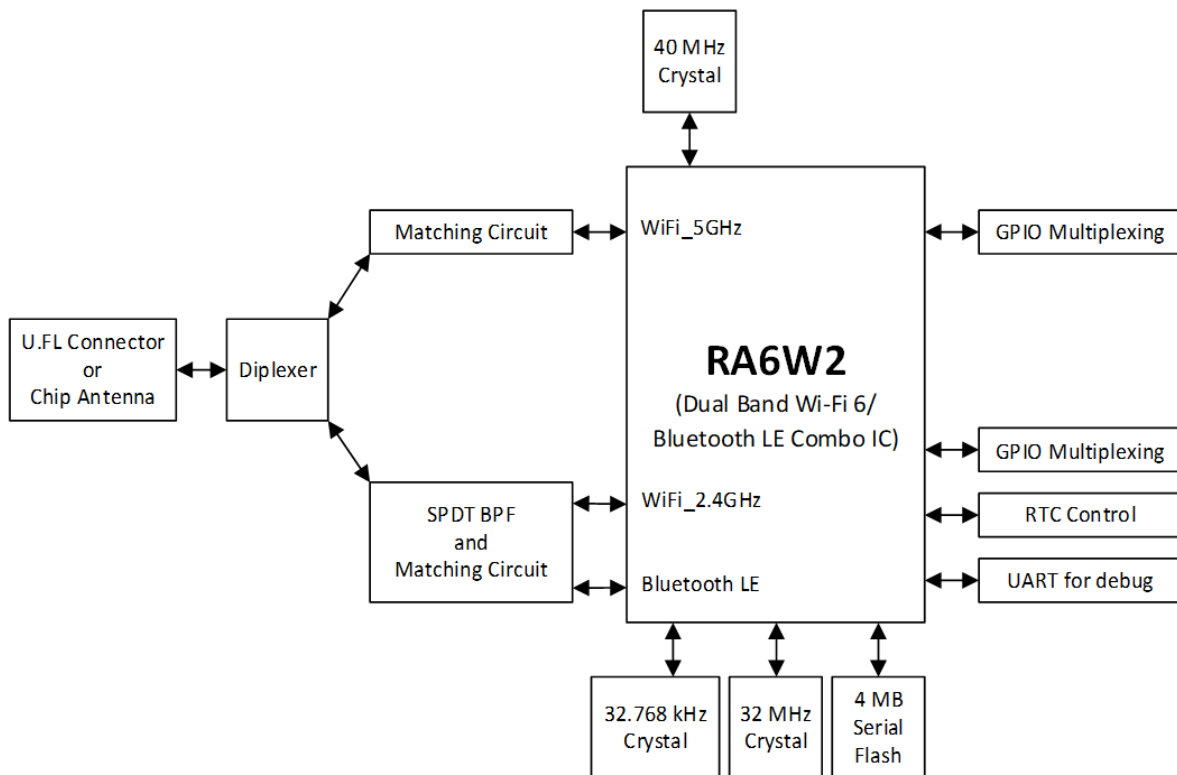 40 MHz
Crystal
Matching Circuit
WiFi_5GHz
GPIO Multiplexing
U.FL Connector
or
Chip Antenna
Diplexer
RA6W2
(Dual Band Wi-Fi 6/
Bluetooth LE Combo IC)
GPIO Multiplexing
SPDT BPF
and
Matching Circuit
WiFi_2.4GHz
RTC Control
Bluetooth LE
UART for debug
32.768 kHz
Crystal
32 MHz
Crystal
4 MB
Serial
Flash